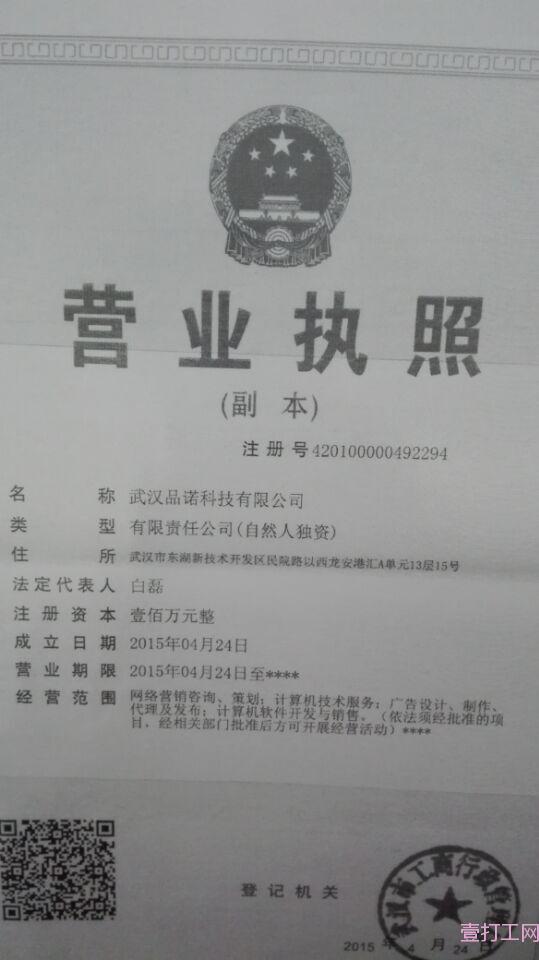 营业执照
(副 本)
注册号420100000492294
名 称 武汉品诺科技有限公司
类 型 有限责任公司(自然人独资)
住 所 武汉市东湖新技术开发区民院路以西龙安港汇A单元13层15号
法定代表人 白磊
注册资本 壹佰万元整
成立日期 2015年04月24日
营业期限 2015年04月24日至****
经营范围 网络营销咨询、策划；计算机技术服务；广告设计、制作、
代理及发布；计算机软件开发与销售。（依法须经批准的项
目，经相关部门批准后方可开展经营活动）****
武汉市工商行政管理
登记机关
2015 年 4 月 24 日
壹打工网